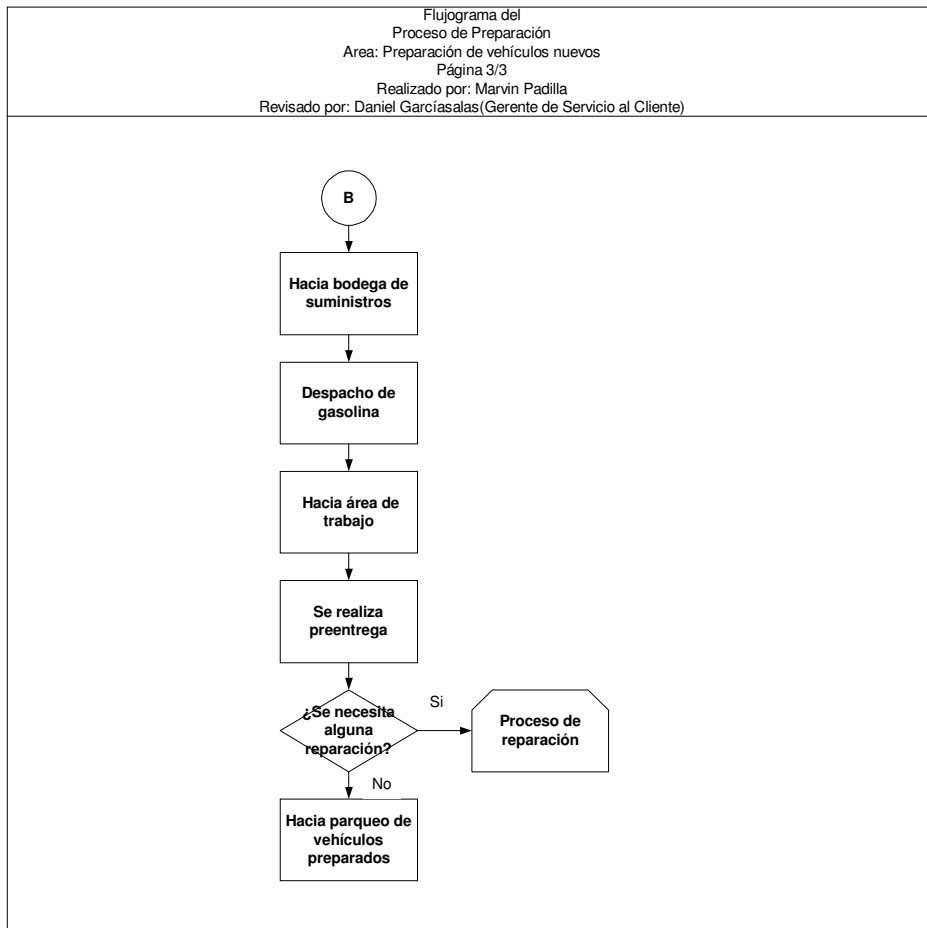 Flujograma del
Proceso de Preparación
Area: Preparación de vehículos nuevos
Página 3/3
Realizado por: Marvin Padilla
Revisado por: Daniel Garcíasalas(Gerente de Servicio al Cliente)
B
Hacia bodega de
suministros
Despacho de
gasolina
Hacia área de
trabajo
Se realiza
preentrega
¿Se necesita
alguna
reparación?
Si
Proceso de
reparación
No
Hacia parqueo de
vehículos
preparados